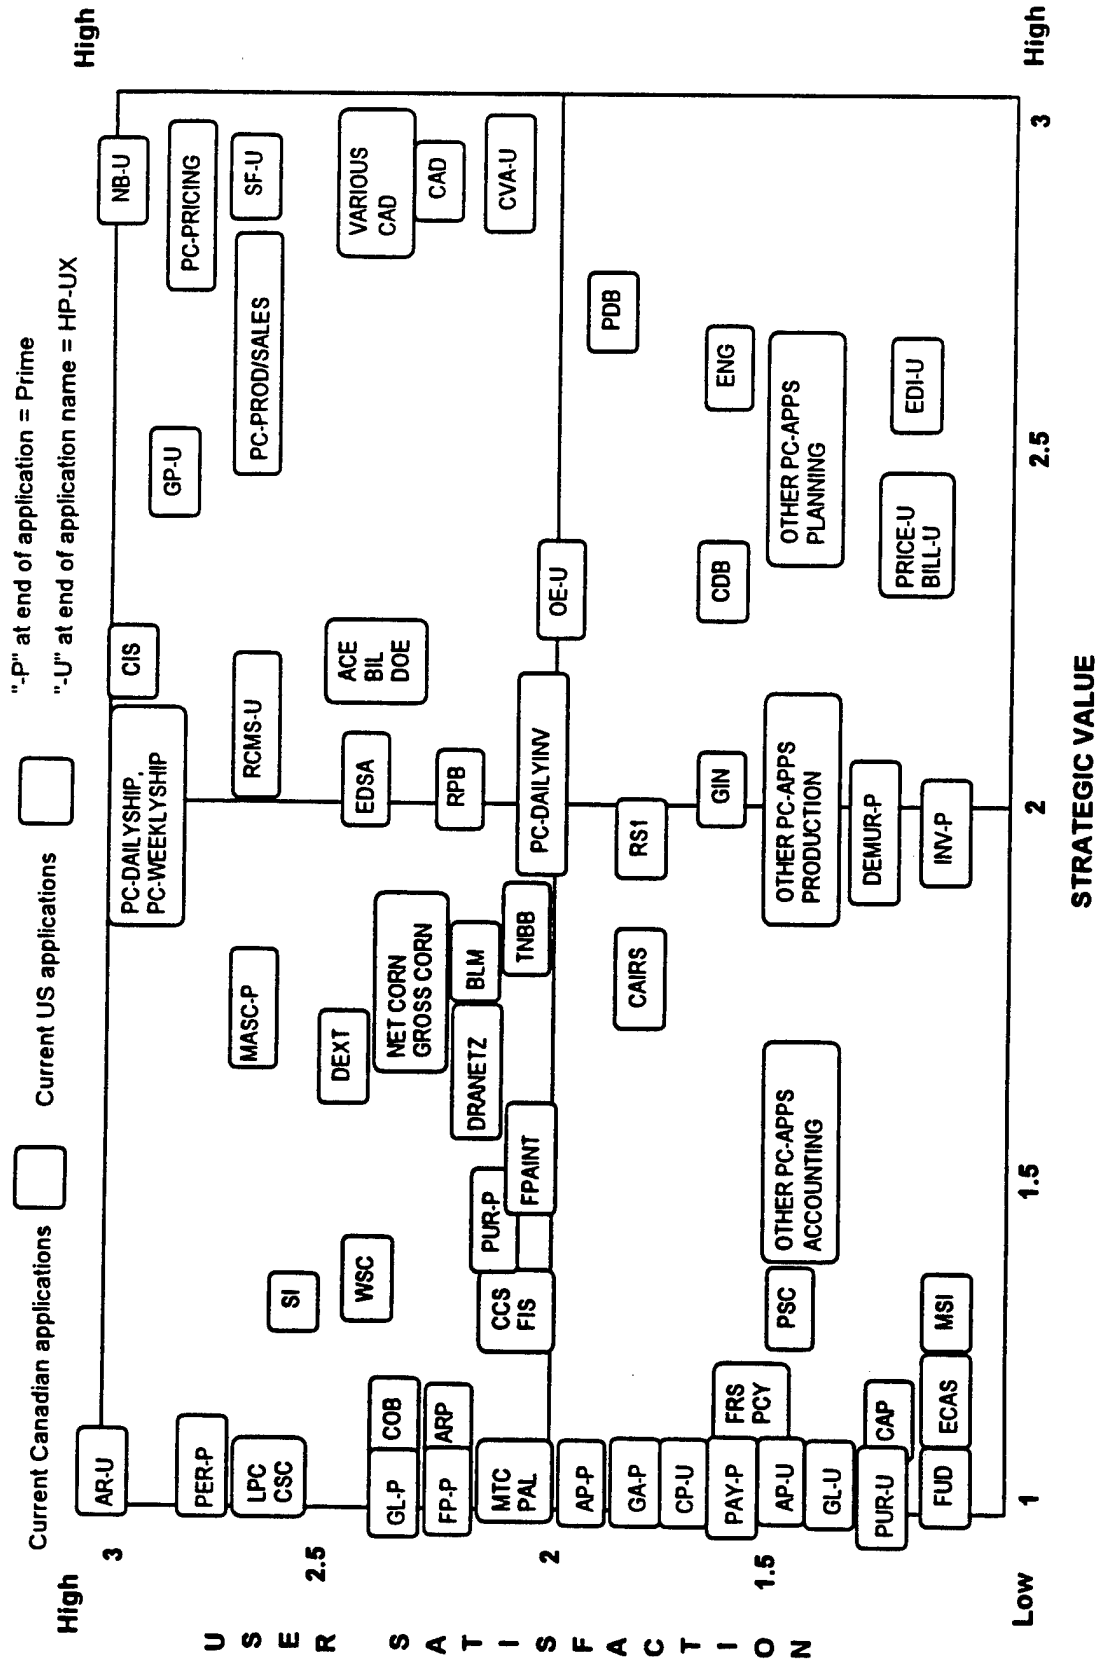 "-P" at end of application = Prime
Current Canadian applications
Current US applications
"-U" at end of application name = HP-UX
High
High
3
AR-U
PC-DAILYSHIP,
PC-WEEKLYSHIP
CIS
NB-U
PER-P
GP-U
PC-PRICING
LPC
CSC
SI
MASC-P
RCMS-U
PC-PROD/SALES
SF-U
2.5
GL-P
COB
WSC
DEXT
NET CORN
GROSS CORN
EDSA
ACE
BIL
DOE
VARIOUS
CAD
FP-P
ARP
DRANETZ
BLM
RPB
CAD
MTC
PAL
CCS
FIS
PUR-P
FPAINT
TNBB
PC-DAILYINV
OE-U
CVA-U
2
AP-P
PDB
GA-P
CAIRS
RS1
CP-U
PAY-P
FRS
PCY
GIN
CDB
ENG
1.5
AP-U
PSC
OTHER PC-APPS
ACCOUNTING
OTHER PC-APPS
PRODUCTION
OTHER PC-APPS
PLANNING
GL-U
PUR-U
CAP
DEMUR-P
PRICE-U
BILL-U
EDI-U
FUD
ECAS
MSI
INV-P
USER SATISFACTION
Low
1
1.5
2
2.5
3
High
STRATEGIC VALUE